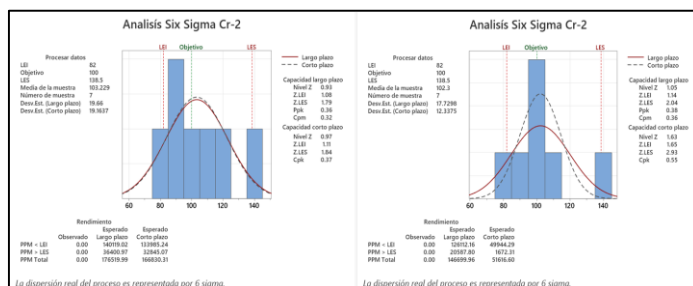 Analisís Six Sigma Cr-2
LEI Objetivo LES
Procesar datos
LEI 82
Objetivo 100
LES 138.5
Media de la muestra 103.229
Número de muestra 7
Desv.Est. (Largo plazo) 19.66
Desv.Est. (Corto plazo) 19.1637
Largo plazo
Corto plazo
Capacidad largo plazo
Nivel Z 0.93
Z.LEI 1.08
Z.LES 1.79
Ppk 0.36
Cpm 0.32
Capacidad corto plazo
Nivel Z 0.97
Z.LEI 1.11
Z.LES 1.84
Cpk 0.37
60 80 100 120 140
Rendimiento
Observado Esperado Largo plazo Esperado Corto plazo
PPM < LEI 0.00 140119.02 133985.24
PPM > LES 0.00 36400.97 32845.07
PPM Total 0.00 176519.99 166830.31
La dispersión real del proceso es representada por 6 sigma.
Analisís Six Sigma Cr-2
LEI Objetivo LES
Procesar datos
LEI 82
Objetivo 100
LES 138.5
Media de la muestra 102.3
Número de muestra 7
Desv.Est. (Largo plazo) 17.7298
Desv.Est. (Corto plazo) 12.3375
Largo plazo
Corto plazo
Capacidad largo plazo
Nivel Z 1.05
Z.LEI 1.14
Z.LES 2.04
Ppk 0.38
Cpm 0.36
Capacidad corto plazo
Nivel Z 1.63
Z.LEI 1.65
Z.LES 2.93
Cpk 0.55
60 80 100 120 140
Rendimiento
Observado Esperado Largo plazo Esperado Corto plazo
PPM < LEI 0.00 126112.16 49944.29
PPM > LES 0.00 20587.80 1672.31
PPM Total 0.00 146699.96 51616.60
La dispersión real del proceso es representada por 6 sigma.